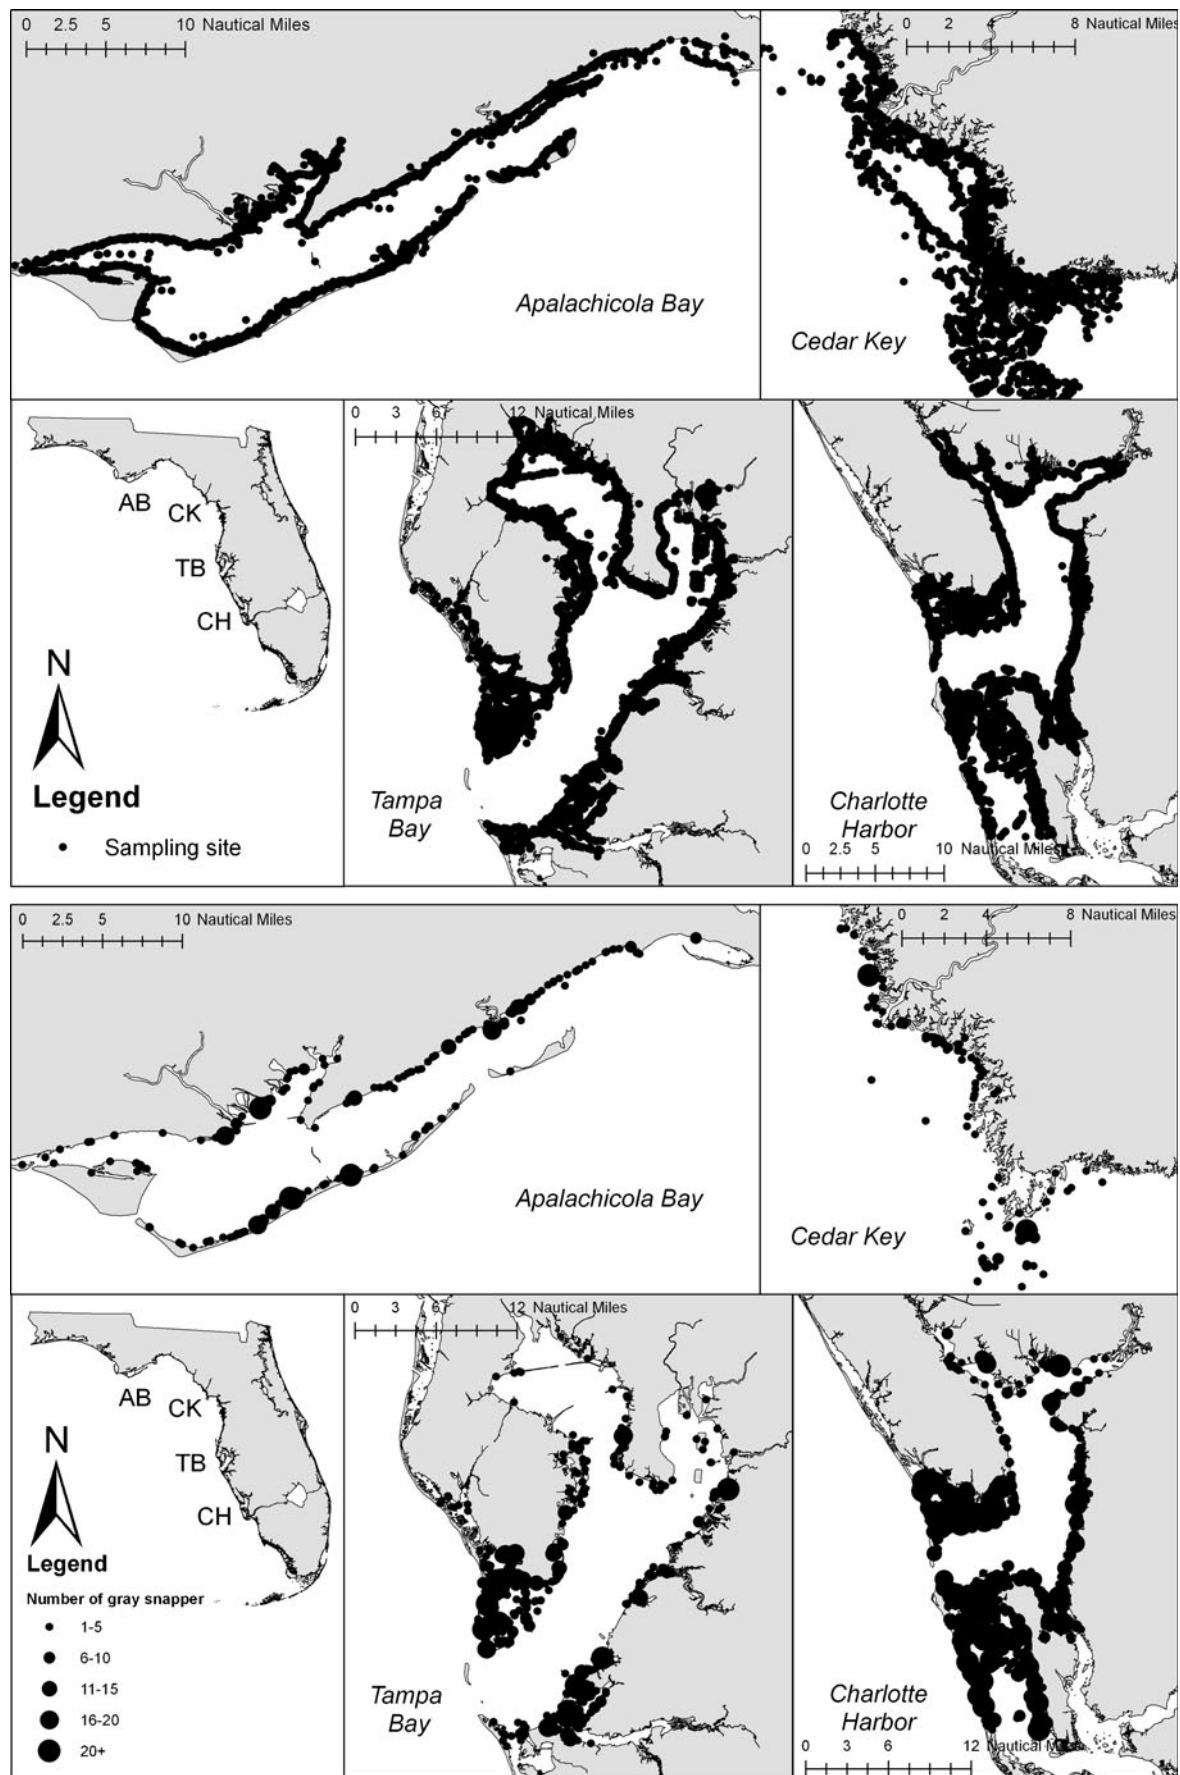 0 2.5 5 10 Nautical Miles
0 2 4 8 Nautical Miles
Apalachicola Bay
Cedar Key
AB
CK
TB
CH
N
Legend
Sampling site
0 3 6 12 Nautical Miles
Tampa
Bay
Charlotte
Harbor
0 2.5 5 10 Nautical Miles
0 2.5 5 10 Nautical Miles
0 2 4 8 Nautical Miles
Apalachicola Bay
Cedar Key
AB
CK
TB
CH
N
Legend
Number of gray snapper
1-5
6-10
11-15
16-20
20+
0 3 6 12 Nautical Miles
Tampa
Bay
Charlotte
Harbor
0 3 6 12 Nautical